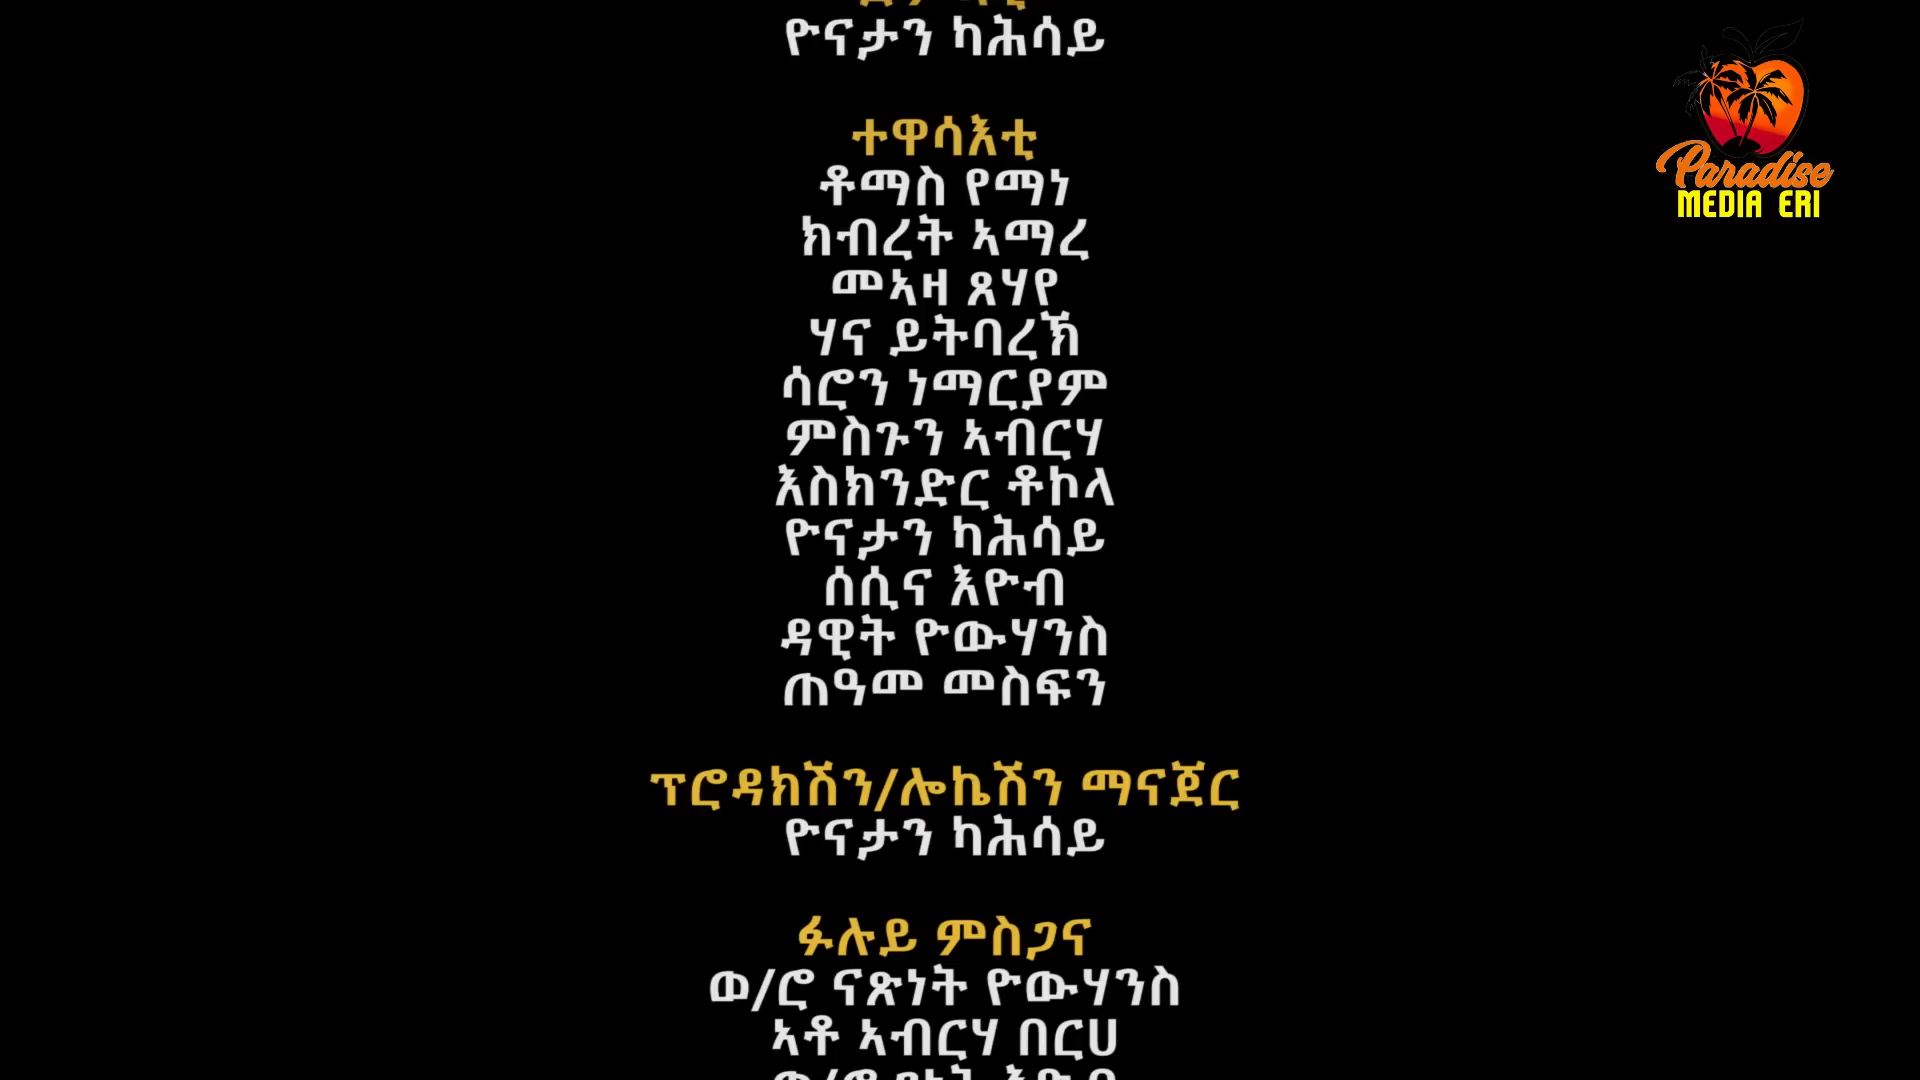 ዮናታን ካሕሳይ
ተዋሳእቲ
ቶማስ የማነ
ክብረት ኣማረ
መኣዛ ጸሃየ
ሃና ይትባረኽ
ሳሮን ነማርያም
ምስጉን ኣብርሃ
እስክንድር ቶኮላ
ዮናታን ካሕሳይ
ሰሲና እዮብ
ዳዊት ዮውሃንስ
ጠዓመ መስፍን
ፕሮዳክሽን/ሎኬሽን ማናጀር
ዮናታን ካሕሳይ
ፉሉይ ምስጋና
ወ/ሮ ናጽነት ዮውሃንስ
ኣቶ ኣብርሃ በርሀ
Paradise
MEDIA ERI